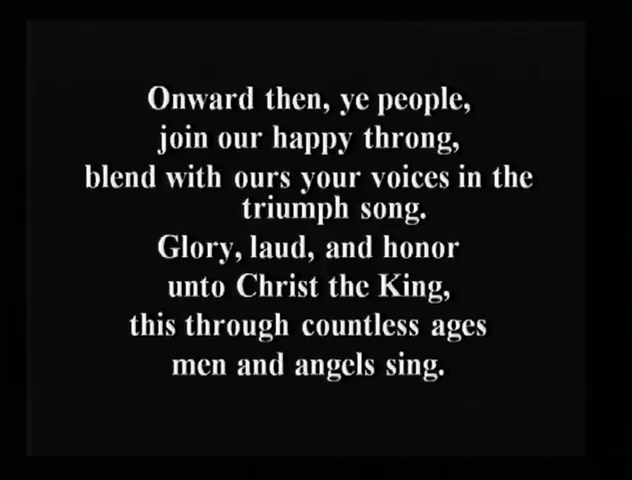 Onward then, ye people,
join our happy throng,
blend with ours your voices in the
triumph song.
Glory, laud, and honor
unto Christ the King,
this through countless ages
men and angels sing.